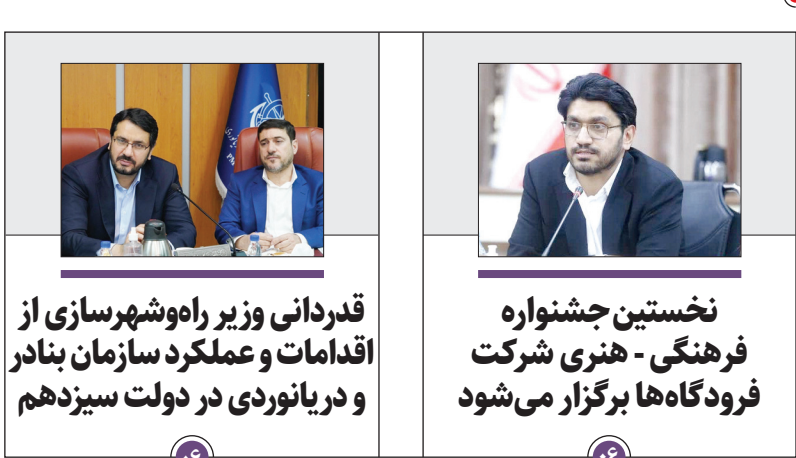 نخستین جشنواره
فرهنگی - هنری شرکت
فرودگاه‌ها برگزار می‌شود
قدردانی وزیر راه‌وشهرسازی از
اقدامات و عملکرد سازمان بنادر
و دریانوردی در دولت سیزدهم